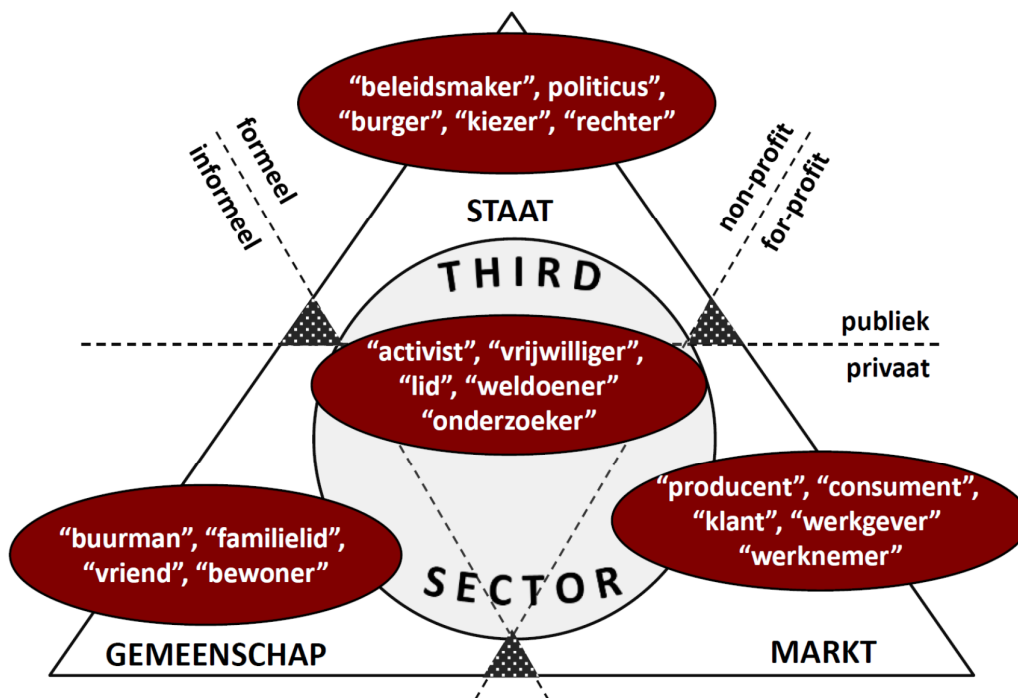 “beleidsmaker”, politicus”,
“burger”, “kiezer”, “rechter”
formeel
informeel
non-profit
for-profit
STAAT
THIRD
publiek
privaat
“activist”, “vrijwilliger”,
“lid”, “weldoener”
“onderzoeker”
“buurman”, “familielid”,
“vriend”, “bewoner”
“producent”, “consument”,
“klant”, “werkgever”
“werknemer”
SECTOR
GEMEENSCHAP
MARKT